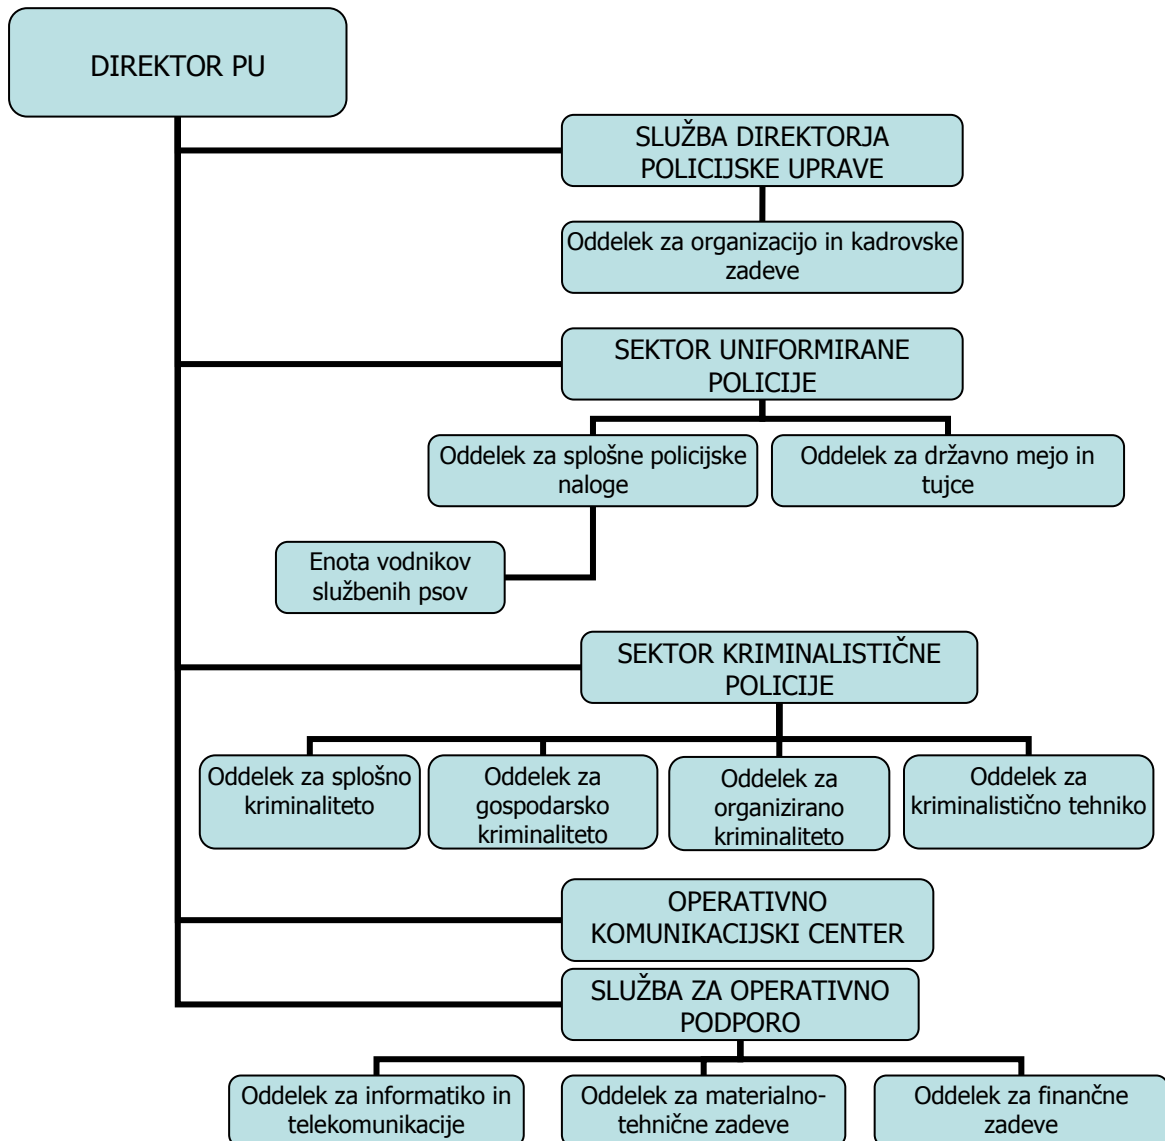 DIREKTOR PU
SLUŽBA DIREKTORJA
POLICIJSKE UPRAVE
Oddelek za organizacijo in kadrovske
zadeve
SEKTOR UNIFORMIRANE
POLICIJE
Oddelek za splošne policijske
naloge
Oddelek za državno mejo in
tujce
Enota vodnikov
službenih psov
SEKTOR KRIMINALISTIČNE
POLICIJE
Oddelek za splošno
kriminaliteto
Oddelek za
gospodarsko
kriminaliteto
Oddelek za
organizirano
kriminaliteto
Oddelek za
kriminalistično tehniko
OPERATIVNO
KOMUNIKACIJSKI CENTER
SLUŽBA ZA OPERATIVNO
PODPORO
Oddelek za informatiko in
telekomunikacije
Oddelek za materialno-
tehnične zadeve
Oddelek za finančne
zadeve